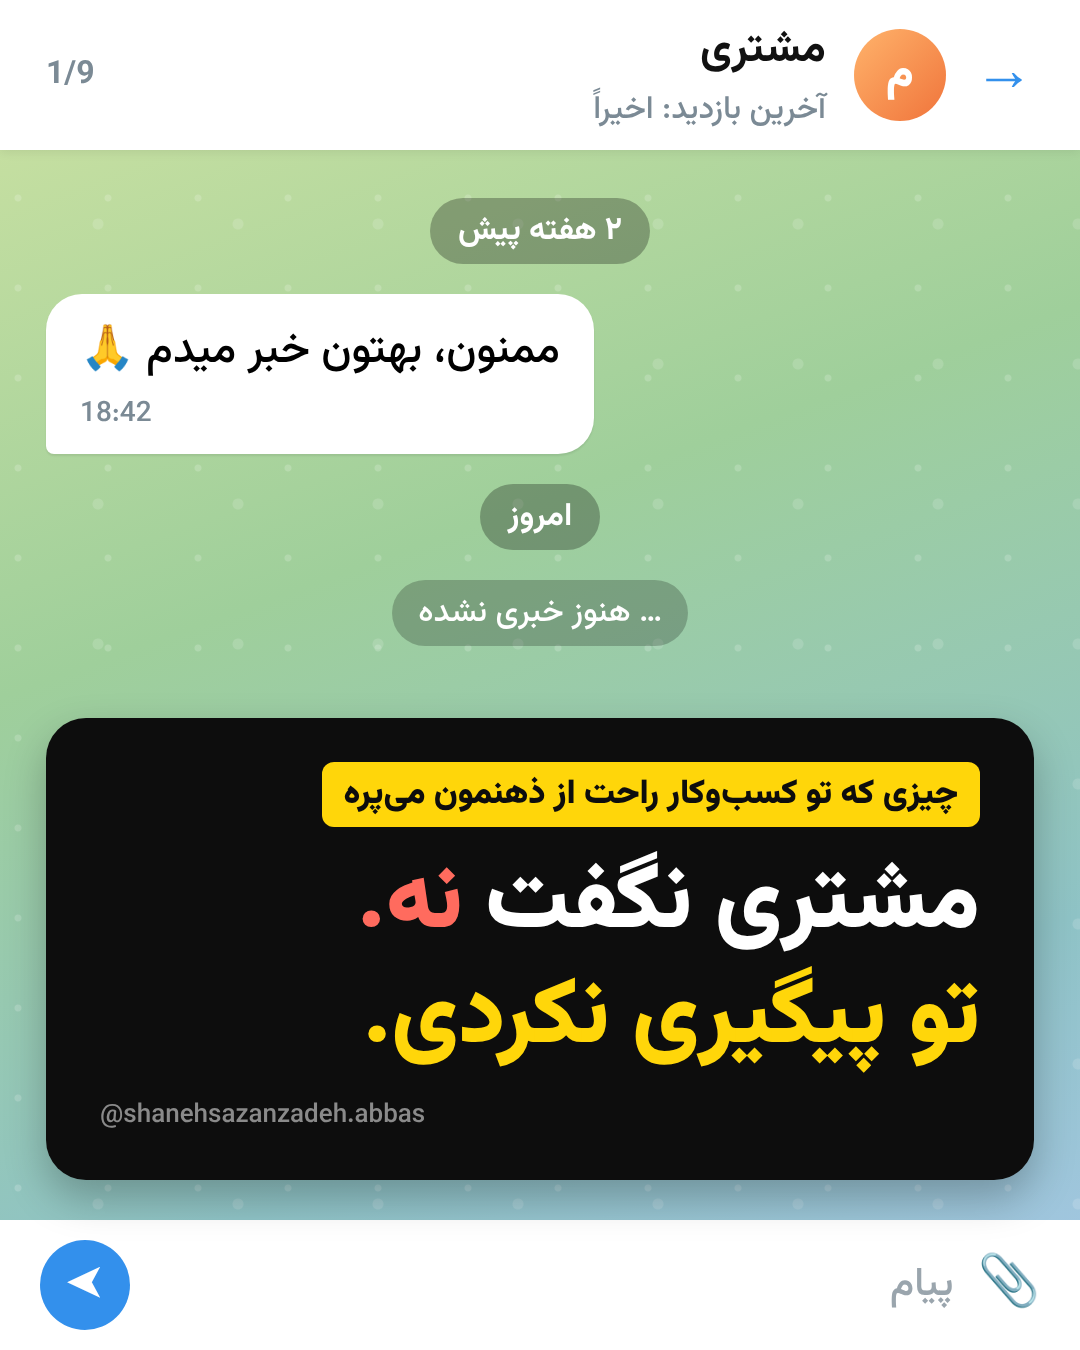 مشتری
آخرین بازدید: اخیراً
1/9
م
۲ هفته پیش
ممنون، بهتون خبر میدم 🙏
18:42
امروز
... هنوز خبری نشده
چیزی که تو کسب‌وکار راحت از ذهنمون می‌پره
مشتری نگفت نه.
تو پیگیری نکردی.
@shanehsazanzadeh.abbas
پیام